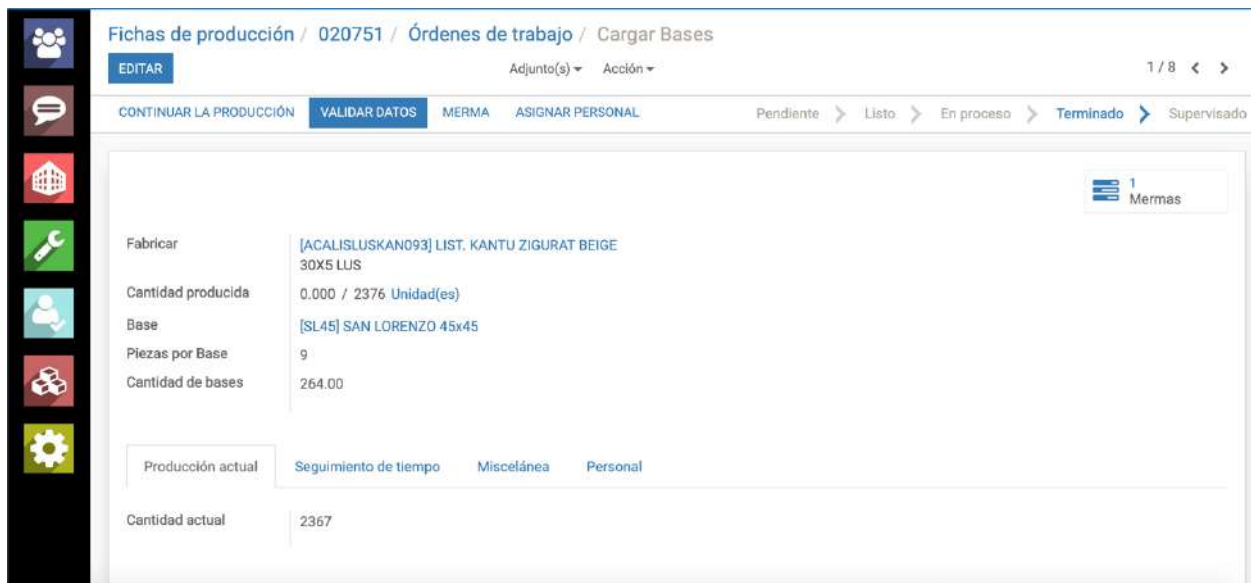 Fichas de producción / 020751 / Órdenes de trabajo / Cargar Bases
EDITAR Adjunto(s) Acción 1 / 8
CONTINUAR LA PRODUCCIÓN VALIDAR DATOS MERMA ASIGNAR PERSONAL Pendiente Listo En proceso Terminado Supervisado
1
Mermas
Fabricar [ACALISLUSKAN093] LIST. KANTU ZIGURAT BEIGE
30X5 LUS
Cantidad producida 0.000 / 2376 Unidad(es)
Base [SL45] SAN LORENZO 45x45
Piezas por Base 9
Cantidad de bases 264.00
Producción actual Seguimiento de tiempo Miscelánea Personal
Cantidad actual 2367